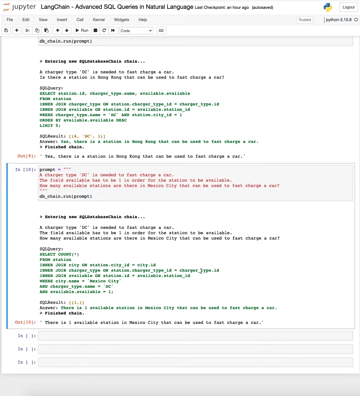 jupyter LangChain - Advanced SQL Queries in Natural Language Last Checkpoint: an hour ago (autosaved)
Logout
File Edit View Insert Cell Kernel Widgets Help
Trusted
python-3.10.8
Run
Code
db_chain.run(prompt)
> Entering new SQLDatabaseChain chain...
A charger type 'DC' is needed to fast charge a car.
Is there a station in Hong Kong that can be used to fast charge a car?
SQLQuery:
SELECT station.id, charger_type.name, available.available
FROM station
INNER JOIN charger_type ON station.charger_type_id = charger_type.id
INNER JOIN available ON station.id = available.station_id
WHERE charger_type.name = 'DC' AND station.city_id = 1
ORDER BY available.available DESC
LIMIT 5;
SQLResult: [(4, 'DC', 1)]
Answer: Yes, there is a station in Hong Kong that can be used to fast charge a car.
> Finished chain.
' Yes, there is a station in Hong Kong that can be used to fast charge a car.'
prompt = """
A charger type 'DC' is needed to fast charge a car.
The field available has to be 1 in order for the station to be available.
How many available stations are there in Mexico City that can be used to fast charge a car?
"""
db_chain.run(prompt)
> Entering new SQLDatabaseChain chain...
A charger type 'DC' is needed to fast charge a car.
The field available has to be 1 in order for the station to be available.
How many available stations are there in Mexico City that can be used to fast charge a car?
SQLQuery:
SELECT COUNT(*)
FROM station
INNER JOIN city ON station.city_id = city.id
INNER JOIN charger_type ON station.charger_type_id = charger_type.id
INNER JOIN available ON station.id = available.station_id
WHERE city.name = 'Mexico City'
AND charger_type.name = 'DC'
AND available.available = 1;
SQLResult: [(1,)]
Answer: There is 1 available station in Mexico City that can be used to fast charge a car.
> Finished chain.
' There is 1 available station in Mexico City that can be used to fast charge a car.'
In [ ]:
In [ ]:
In [ ]: